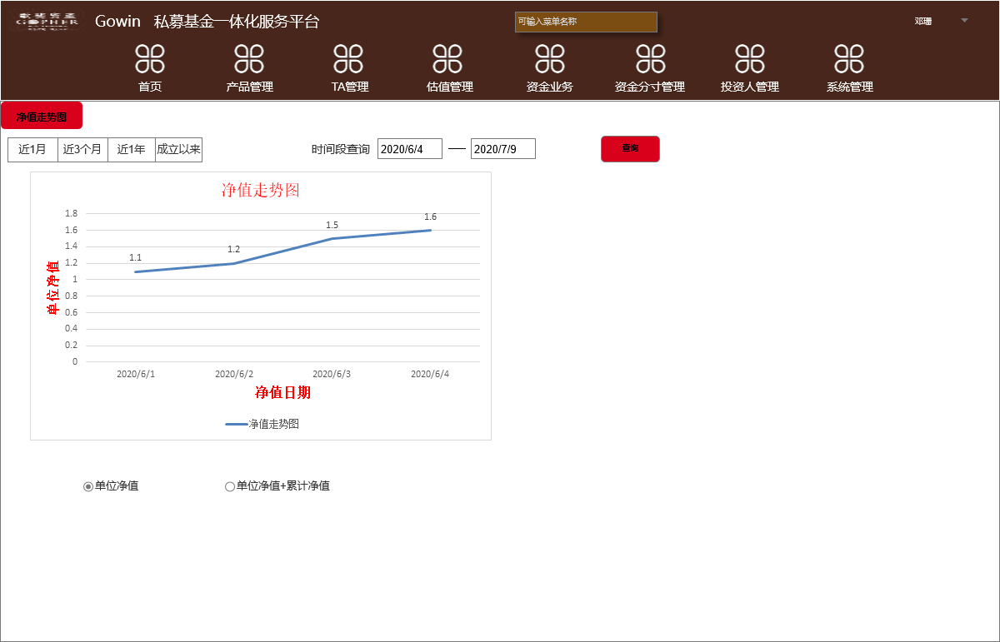 歌斐资产
GOPHER
Gowin 私募基金一体化服务平台
可输入菜单名称
邓珊
首页 产品管理 TA管理 估值管理 资金业务 资金分寸管理 投资人管理 系统管理
净值走势图
近1月 近3个月 近1年 成立以来 时间段查询 2020/6/4 — 2020/7/9 查询
净值走势图
1.8
1.6
1.4
1.2
1
0.8
0.6
0.4
0.2
0
单位净值
1.1 1.2 1.5 1.6
2020/6/1 2020/6/2 2020/6/3 2020/6/4
净值日期
净值走势图
单位净值 单位净值+累计净值